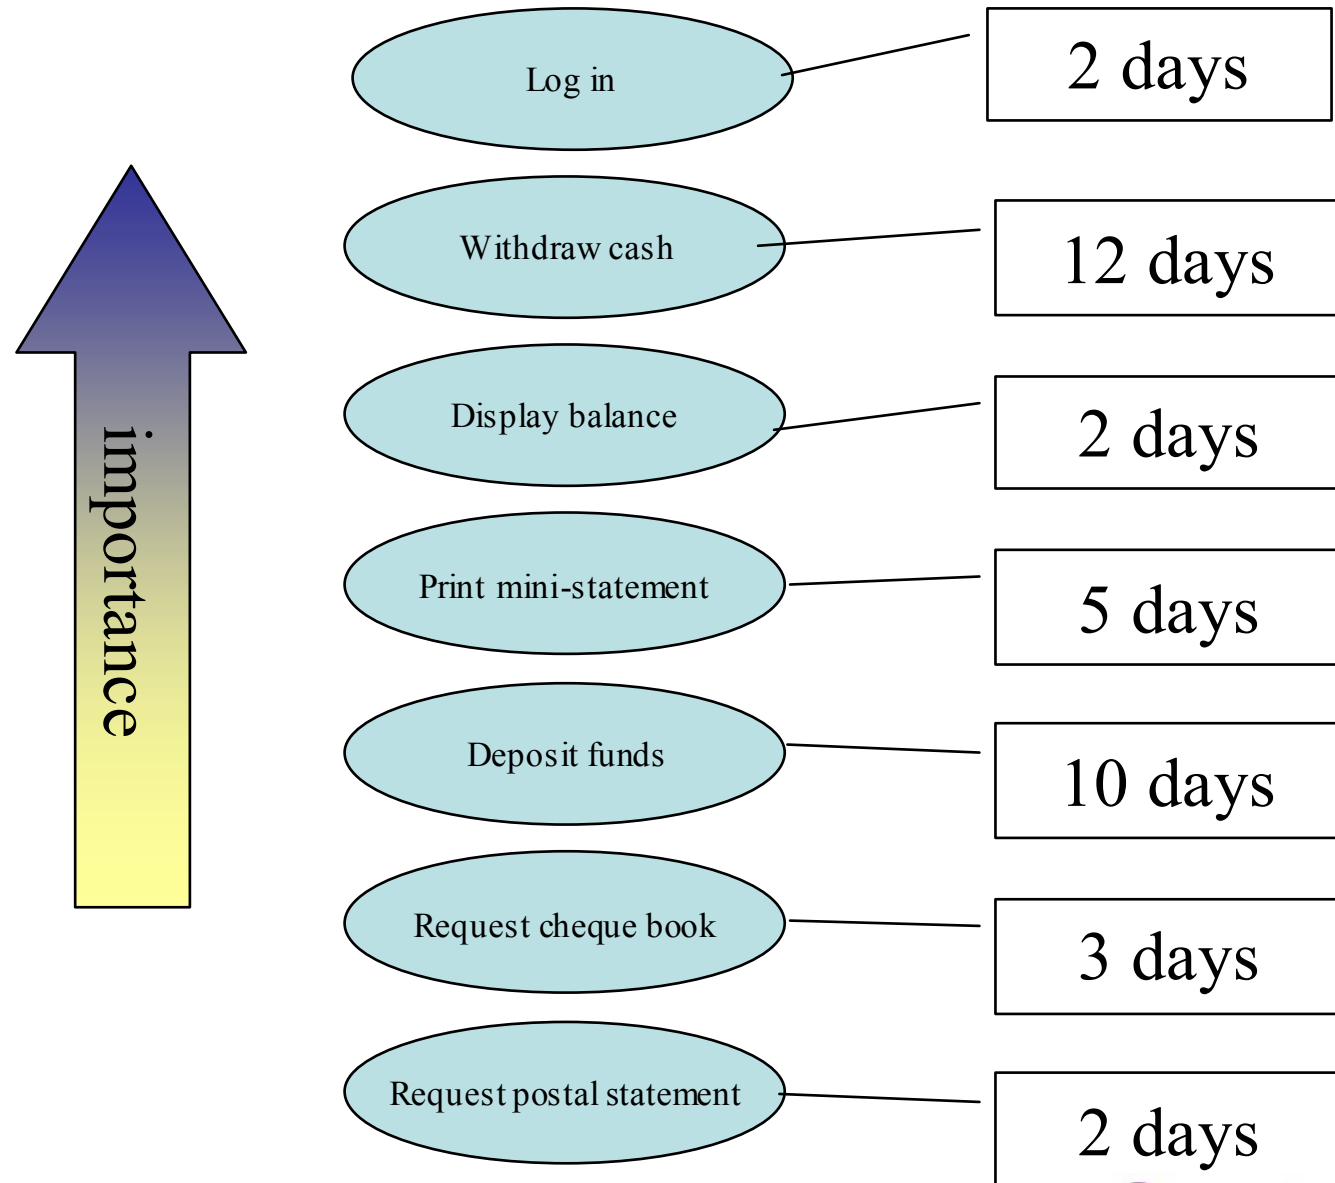 Log in
2 days
Withdraw cash
12 days
Display balance
2 days
importance
Print mini-statement
5 days
Deposit funds
10 days
Request cheque book
3 days
Request postal statement
2 days